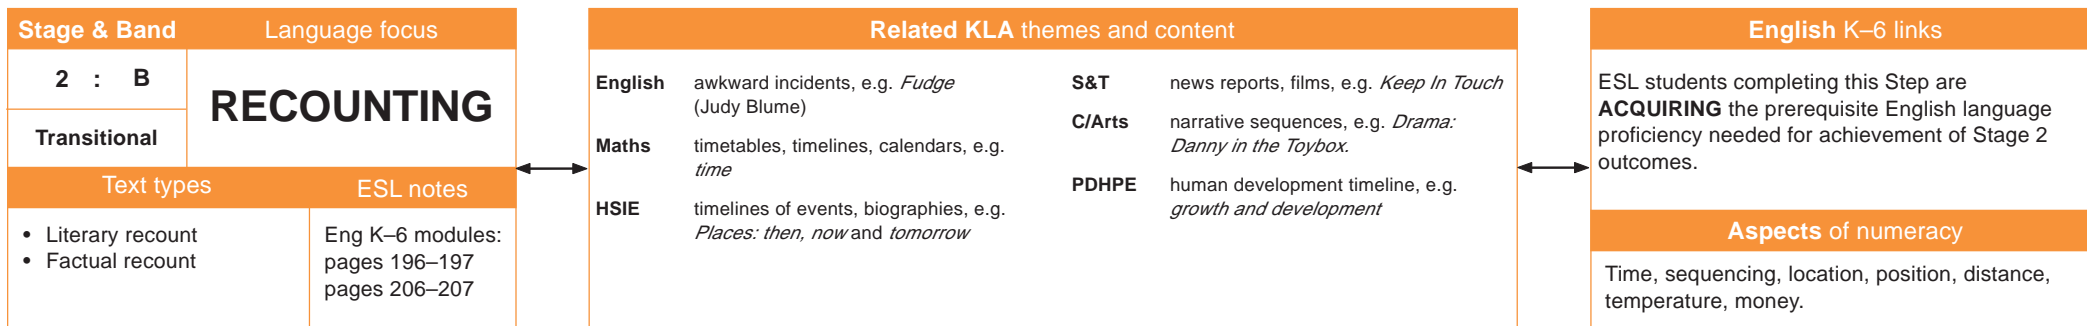 Stage & Band
Language focus
2 : B
Transitional
RECOUNTING
Text types
ESL notes
• Literary recount
• Factual recount
Eng K–6 modules:
pages 196–197
pages 206–207
Related KLA themes and content
English awkward incidents, e.g. Fudge
(Judy Blume)
Maths timetables, timelines, calendars, e.g.
time
HSIE timelines of events, biographies, e.g.
Places: then, now and tomorrow
S&T news reports, films, e.g. Keep In Touch
C/Arts narrative sequences, e.g. Drama:
Danny in the Toybox.
PDHPE human development timeline, e.g.
growth and development
English K–6 links
ESL students completing this Step are
ACQUIRING the prerequisite English language
proficiency needed for achievement of Stage 2
outcomes.
Aspects of numeracy
Time, sequencing, location, position, distance,
temperature, money.